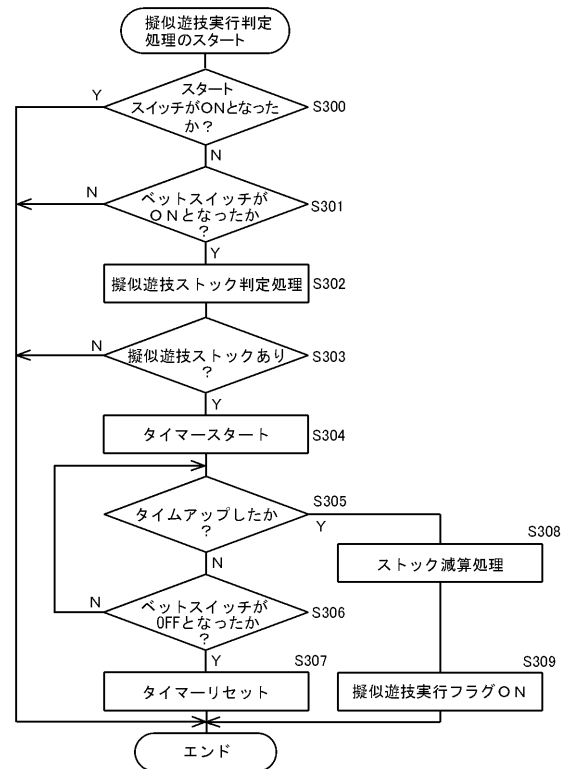 擬似遊技実行判定
処理のスタート
スタート
スイッチがONとなった
か？
Y
S300
N
ベットスイッチが
ＯＮとなったか
？
N
S301
Y
擬似遊技ストック判定処理
S302
擬似遊技ストックあり
？
N
S303
Y
タイマースタート
S304
タイムアップしたか
？
S305
Y
N
ストック減算処理
S308
ベットスイッチが
OFFとなったか
？
N
S306
Y
タイマーリセット
S307
擬似遊技実行フラグＯＮ
S309
エンド